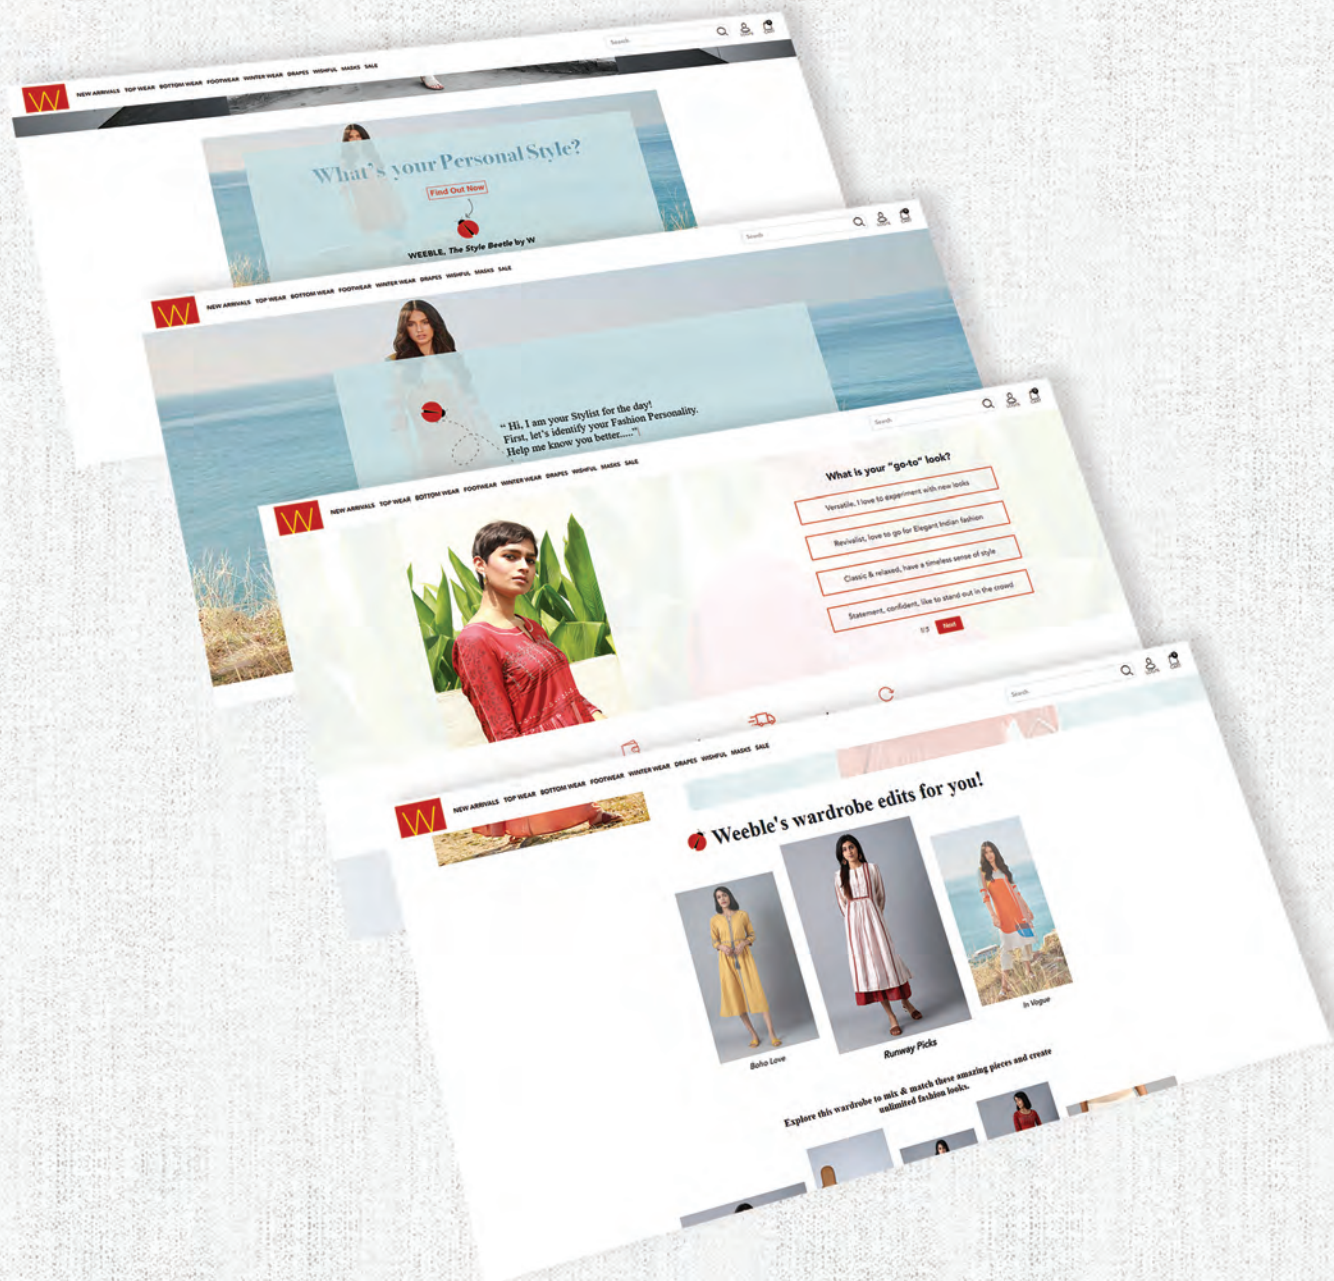 Search
W
NEW ARRIVALS TOP WEAR BOTTOM WEAR FOOTWEAR WINTER WEAR DRAPES WISHFUL MASKS SALE
What's your Personal Style?
Find Out Now
WEEBLE, The Style Beetle by W
Search
W
NEW ARRIVALS TOP WEAR BOTTOM WEAR FOOTWEAR WINTER WEAR DRAPES WISHFUL MASKS SALE
“ Hi, I am your Stylist for the day!
First, let's identify your Fashion Personality.
Help me know you better.....”
Search
W
NEW ARRIVALS TOP WEAR BOTTOM WEAR FOOTWEAR WINTER WEAR DRAPES WISHFUL MASKS SALE
What is your "go-to" look?
Versatile, I love to experiment with new looks
Revivalist, love to go for Elegant Indian fashion
Classic & relaxed, have a timeless sense of style
Statement, confident, like to stand out in the crowd
Next
Search
W
NEW ARRIVALS TOP WEAR BOTTOM WEAR FOOTWEAR WINTER WEAR DRAPES WISHFUL MASKS SALE
Weeble's wardrobe edits for you!
Boho Love
Runway Picks
In Vogue
Explore this wardrobe to mix & match these amazing pieces and create
unlimited fashion looks.